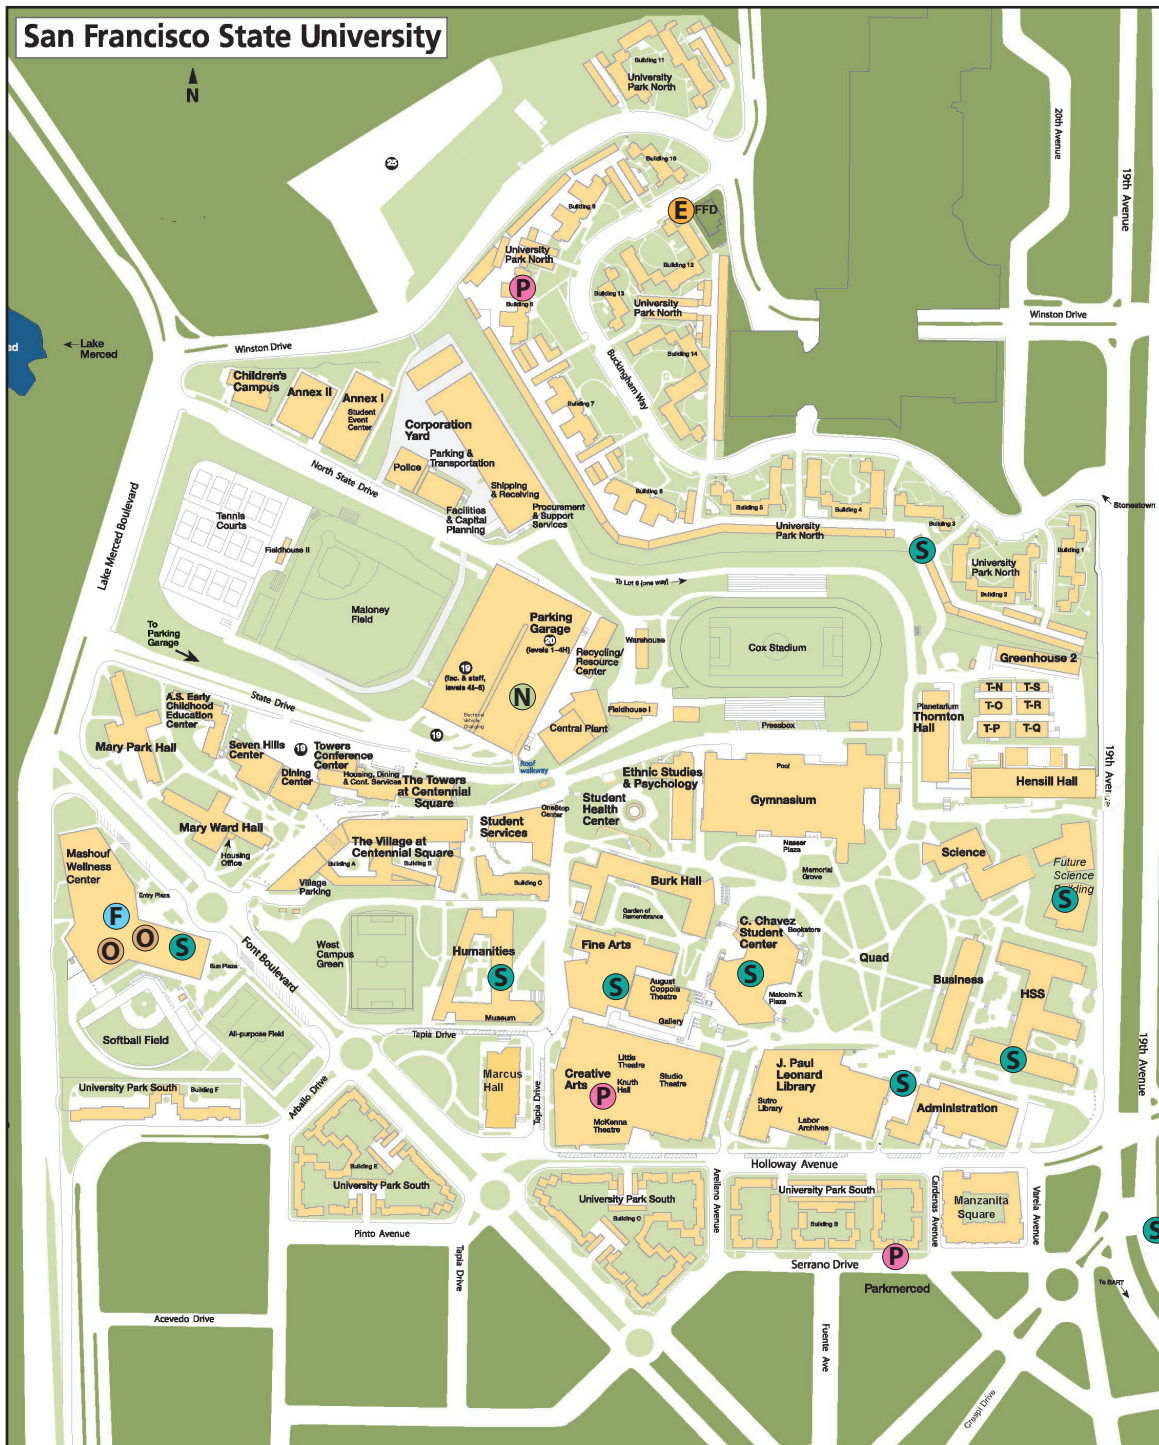 San Francisco State University
N
Building 11
University
Park North
20th Avenue
19th Avenue
25
Building 10
E
FFD
Building 9
University
Park North
P
Building 8
Building 12
Building 13
University
Park North
Winston Drive
ed
Lake
Merced
Winston Drive
Building 14
Buckingham Way
Children's
Campus
Annex II
Annex I
Student
Event
Center
Building 7
Corporation
Yard
Parking &
Transportation
Police
North State Drive
Shipping
& Receiving
Facilities
& Capital
Planning
Procurement
& Support
Services
Building 6
Building 5
Building 4
Building 3
University
Park North
Stonestown
Lake Merced Boulevard
Tennis
Courts
Fieldhouse II
S
Building 1
University
Park North
Building 2
To Lot 6 (one way)
Maloney
Field
Parking
Garage
20
(levels 1–4H)
To
Parking
Garage
Warehouse
Cox Stadium
Recycling/
Resource
Center
Greenhouse 2
19
(fac. & staff,
levels 4I–5)
N
T-N
T-S
T-O
T-R
T-P
T-Q
State Drive
A.S. Early
Childhood
Education
Center
Electrical
Vehicle
Charging
Fieldhouse I
Planetarium
Thornton
Hall
Central Plant
Pressbox
19
Mary Park Hall
Seven Hills
Center
19
Towers
Conference
Center
Dining
Center
Housing, Dining
& Conf. Services
The Towers
at Centennial
Square
Roof
walkway
Ethnic Studies
& Psychology
Pool
Gymnasium
Hensill Hall
19th Avenue
Student
Health
Center
OneStop
Center
Student
Services
Mary Ward Hall
Housing
Office
The Village at
Centennial Square
Building A
Building B
Building C
Village
Parking
Nasser
Plaza
Memorial
Grove
Science
Future
Science
Building
S
Mashouf
Wellness
Center
Entry Plaza
F
O
O
S
Sun Plaza
Font Boulevard
West
Campus
Green
Burk Hall
Garden of
Remembrance
C. Chavez
Student
Center
Bookstore
Humanities
S
Museum
Fine Arts
S
August
Coppola
Theatre
Gallery
S
Malcolm X
Plaza
Quad
Business
HSS
S
Softball Field
All-purpose Field
Tapia Drive
Marcus
Hall
Tapia Drive
Little
Theatre
Creative
Arts
Knuth
Hall
Studio
Theatre
P
McKenna
Theatre
J. Paul
Leonard
Library
Sutro
Library
Labor
Archives
S
Administration
19th Avenue
University Park South
Building F
Arballo Drive
Holloway Avenue
Building E
University Park South
University Park South
Building C
Arellano Avenue
University Park South
Building B
Cardenas Avenue
Manzanita
Square
Varela Avenue
Pinto Avenue
Tapia Drive
Serrano Drive
P
Parkmerced
S
To BART
Acevedo Drive
Fuente Ave
Crespi Drive